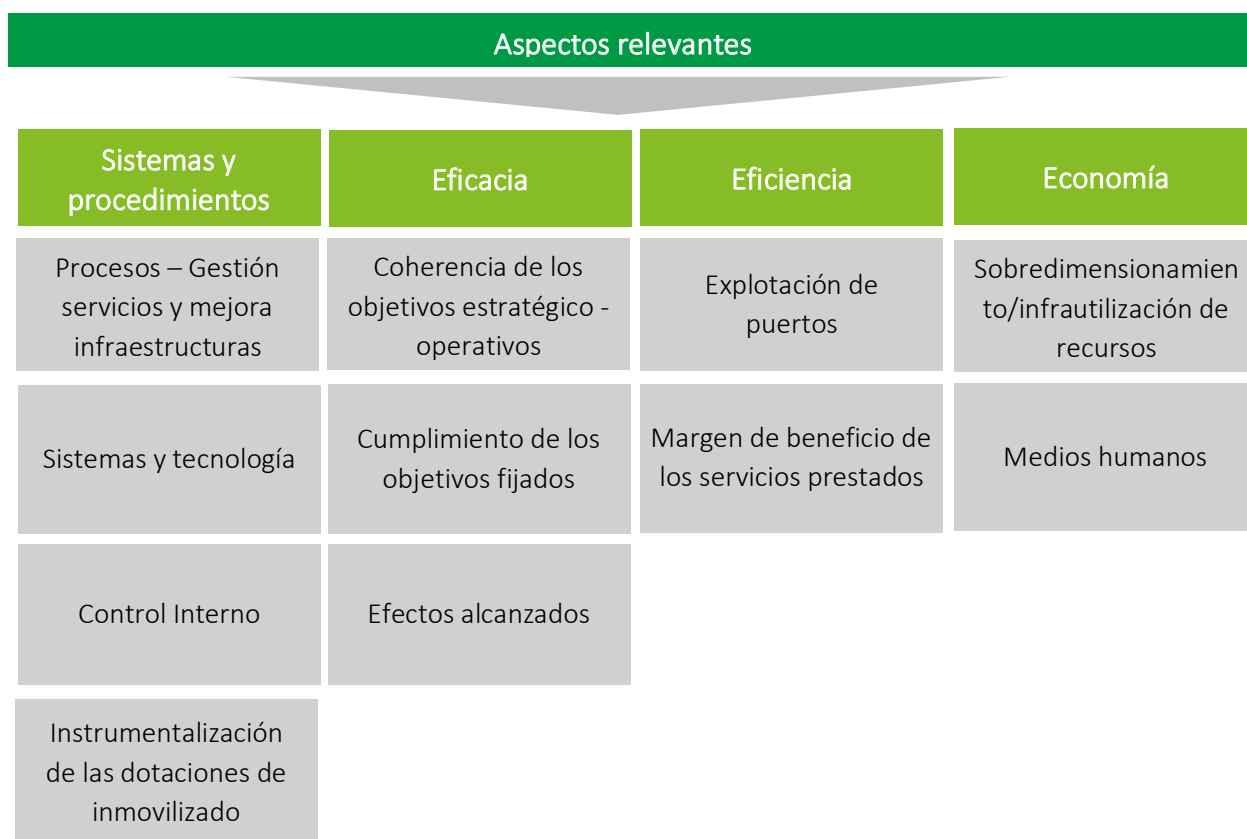 Aspectos relevantes
Sistemas y
procedimientos
Eficacia
Eficiencia
Economía
Procesos – Gestión
servicios y mejora
infraestructuras
Coherencia de los
objetivos estratégico -
operativos
Explotación de
puertos
Sobredimensionamien
to/infrautilización de
recursos
Sistemas y tecnología
Cumplimiento de los
objetivos fijados
Margen de beneficio de
los servicios prestados
Medios humanos
Control Interno
Efectos alcanzados
Instrumentalización
de las dotaciones de
inmovilizado